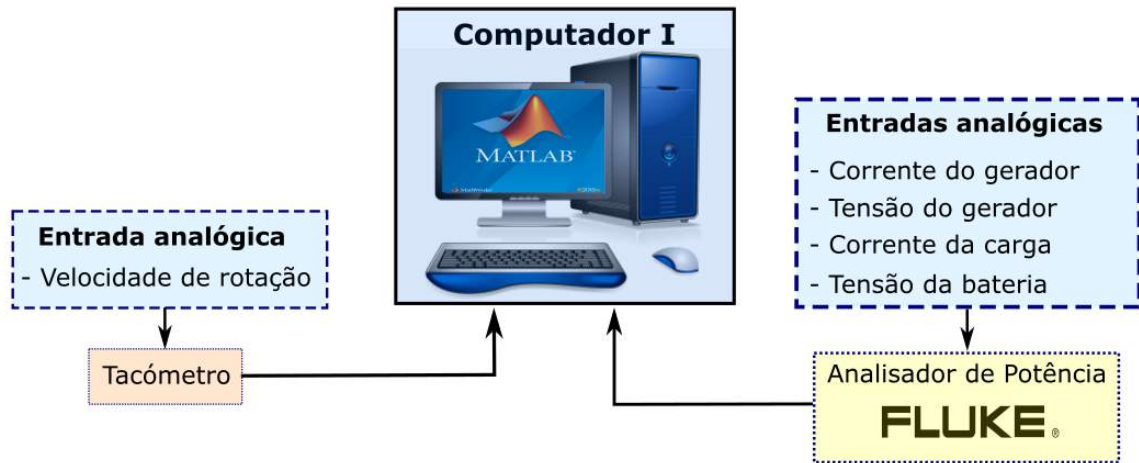 Computador I
MATLAB
Entradas analógicas
- Corrente do gerador
- Tensão do gerador
- Corrente da carga
- Tensão da bateria
Entrada analógica
- Velocidade de rotação
Tacómetro
Analisador de Potência
FLUKE®